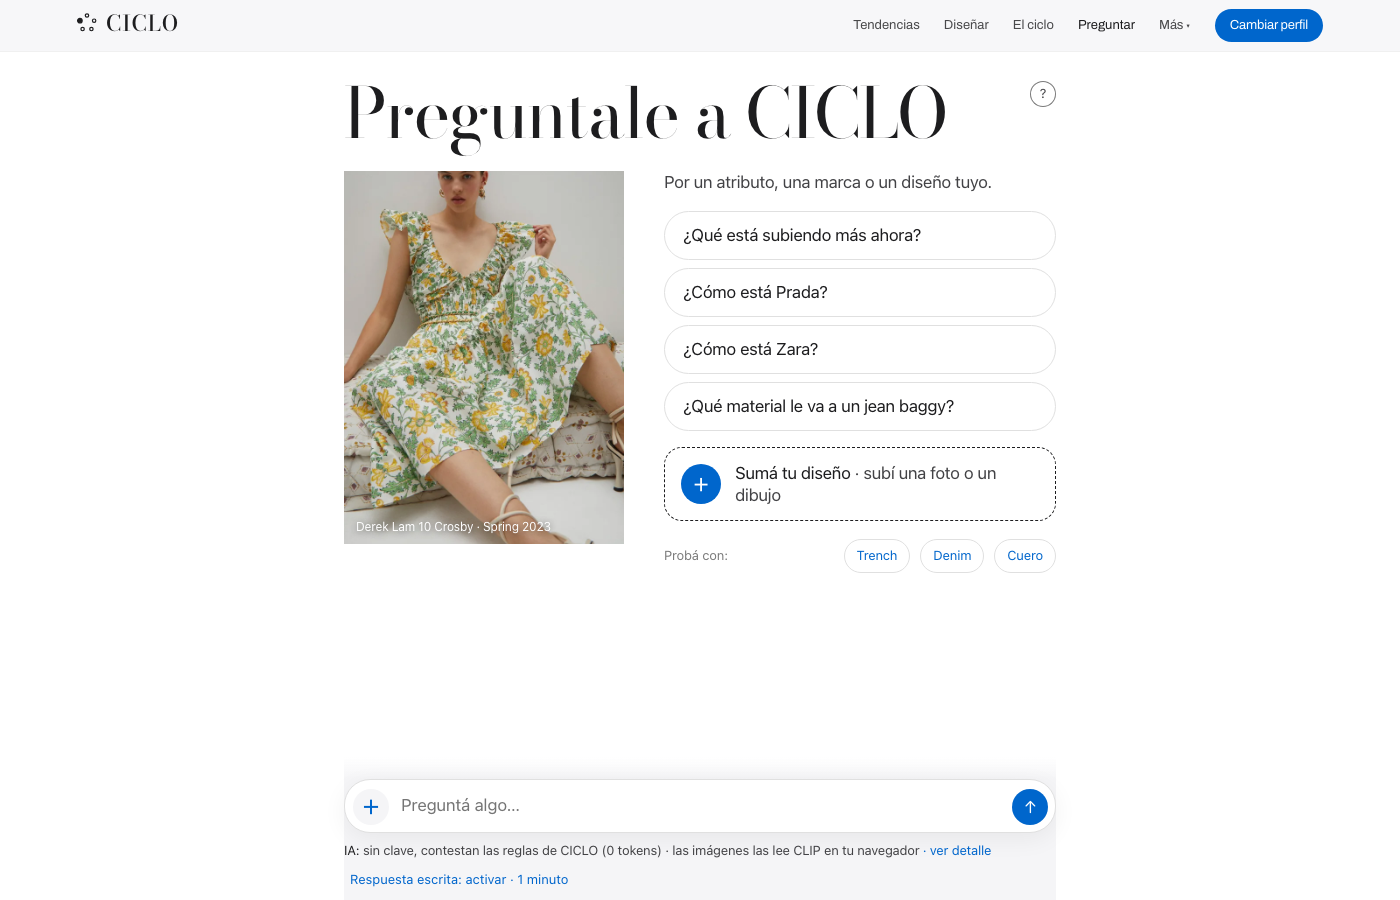 CICLO
Tendencias
Diseñar
El ciclo
Preguntar
Más
Cambiar perfil
Preguntale a CICLO
?
Derek Lam 10 Crosby · Spring 2023
Por un atributo, una marca o un diseño tuyo.
¿Qué está subiendo más ahora?
¿Cómo está Prada?
¿Cómo está Zara?
¿Qué material le va a un jean baggy?
Sumá tu diseño · subí una foto o un
dibujo
Probá con:
Trench
Denim
Cuero
Preguntá algo...
IA: sin clave, contestan las reglas de CICLO (0 tokens) · las imágenes las lee CLIP en tu navegador · ver detalle
Respuesta escrita: activar · 1 minuto